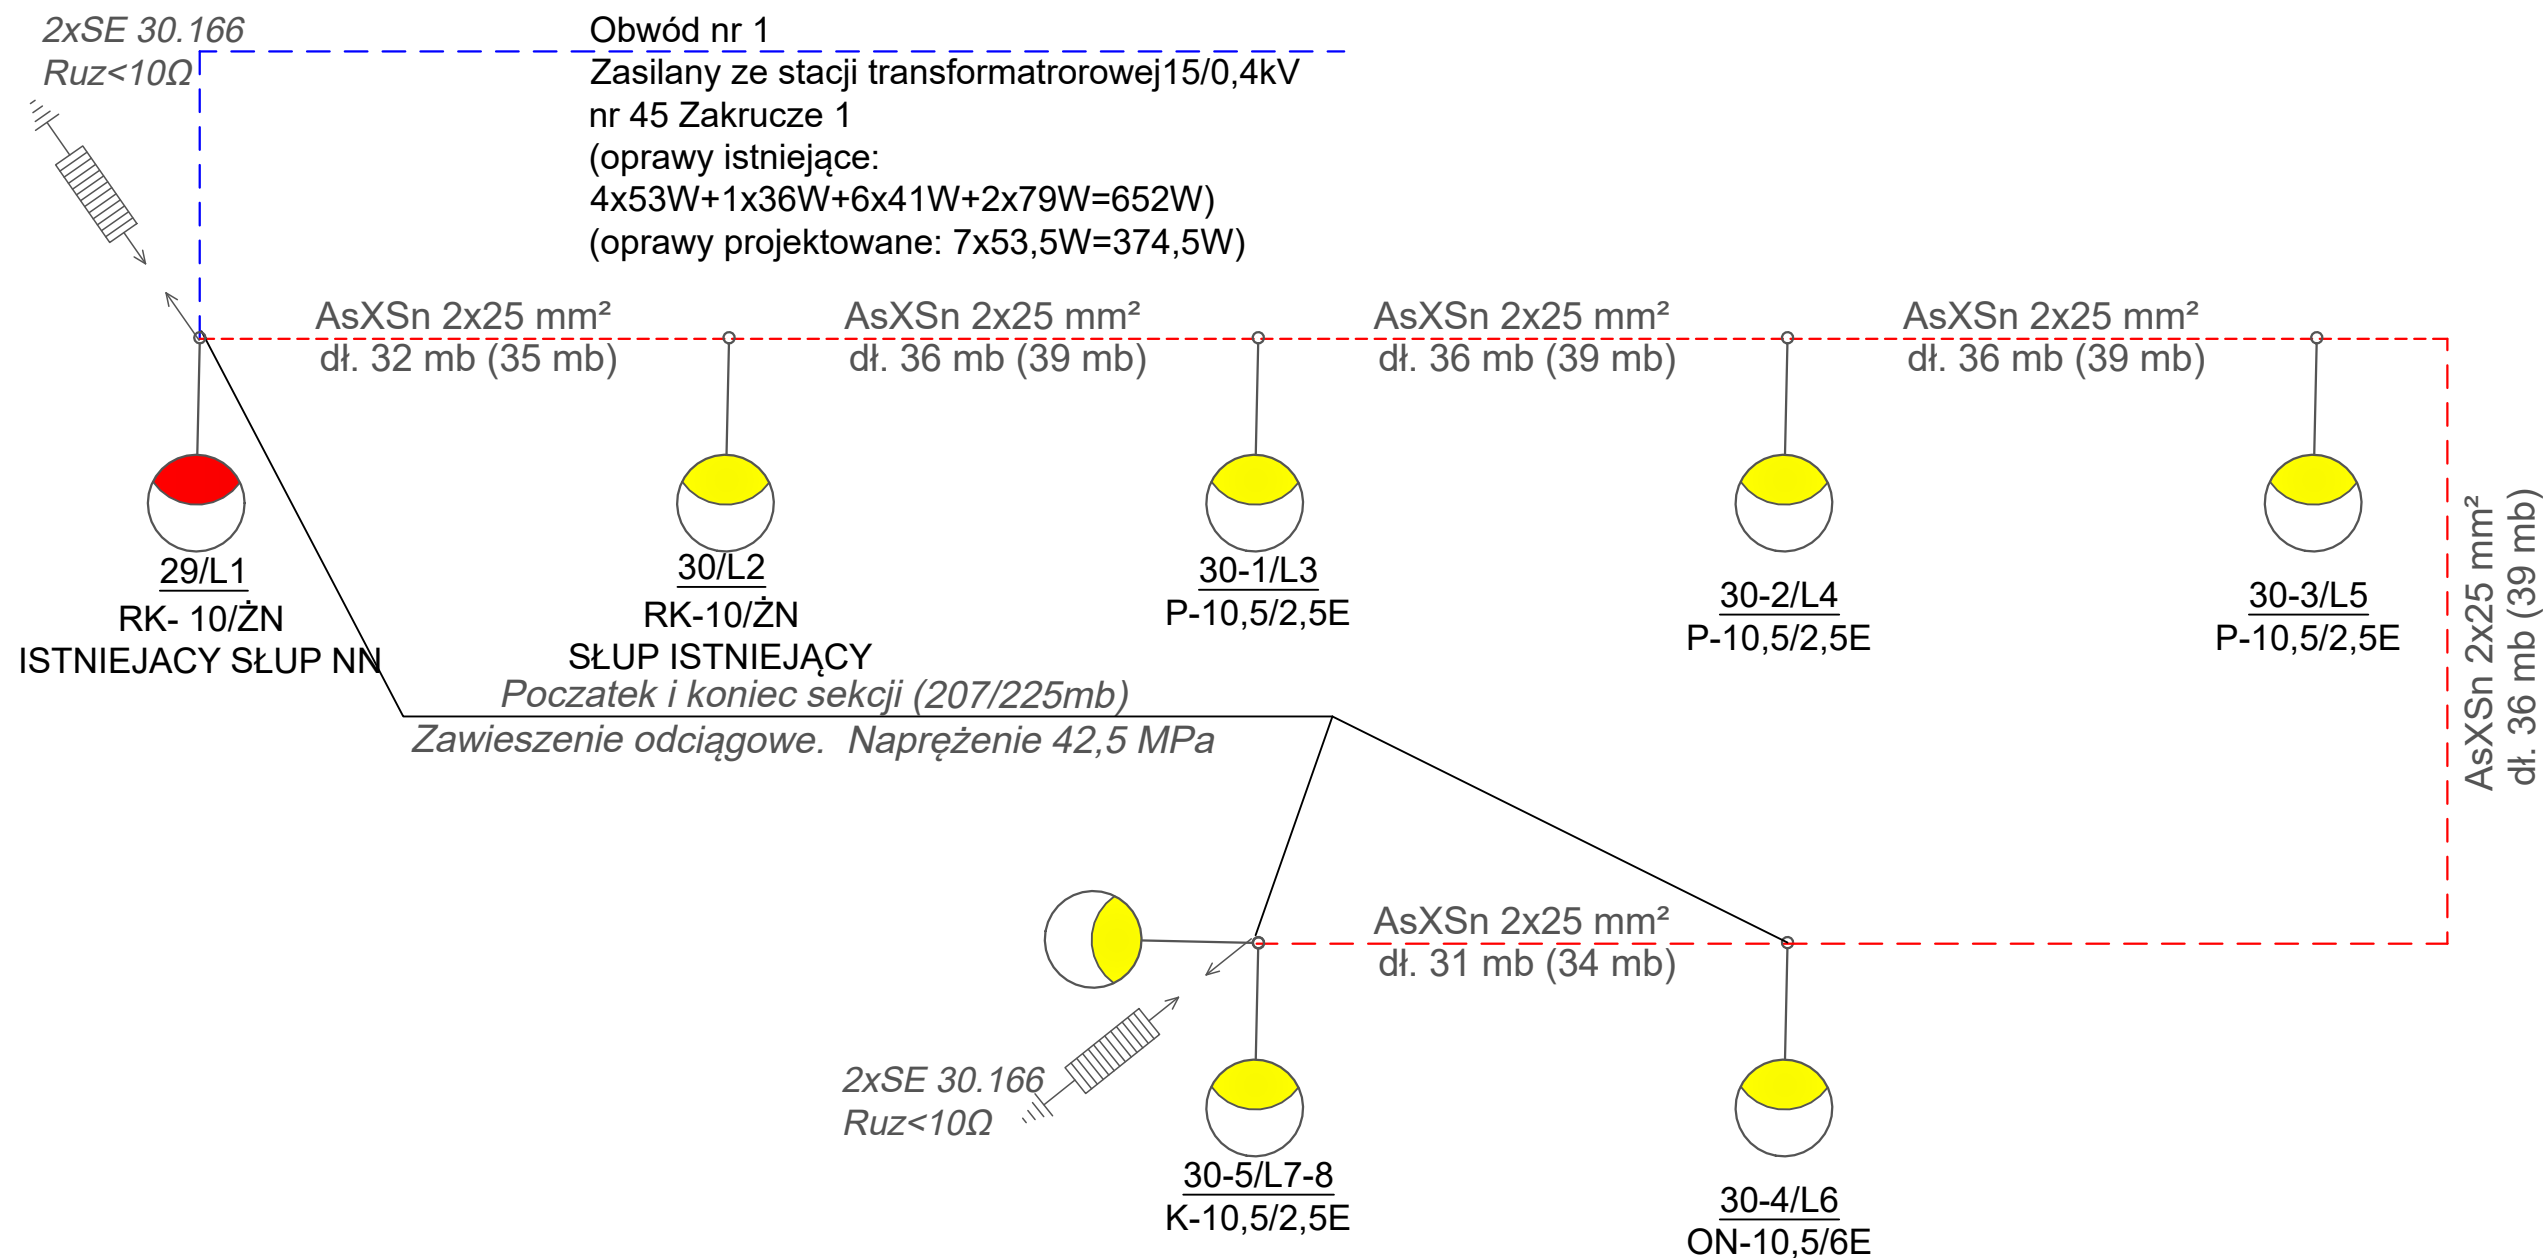 2xSE 30.166
Ruz<10Ω
Obwód nr 1
Zasilany ze stacji transformatrorowej15/0,4kV
nr 45 Zakrucze 1
(oprawy istniejące:
4x53W+1x36W+6x41W+2x79W=652W)
(oprawy projektowane: 7x53,5W=374,5W)
AsXSn 2x25 mm²
dł. 32 mb (35 mb)
AsXSn 2x25 mm²
dł. 36 mb (39 mb)
AsXSn 2x25 mm²
dł. 36 mb (39 mb)
AsXSn 2x25 mm²
dł. 36 mb (39 mb)
29/L1
RK- 10/ŻN
ISTNIEJACY SŁUP NN
30/L2
RK-10/ŻN
SŁUP ISTNIEJĄCY
30-1/L3
P-10,5/2,5E
30-2/L4
P-10,5/2,5E
30-3/L5
P-10,5/2,5E
AsXSn 2x25 mm²
dł. 36 mb (39 mb)
Poczatek i koniec sekcji (207/225mb)
Zawieszenie odciągowe. Naprężenie 42,5 MPa
AsXSn 2x25 mm²
dł. 31 mb (34 mb)
2xSE 30.166
Ruz<10Ω
30-5/L7-8
K-10,5/2,5E
30-4/L6
ON-10,5/6E